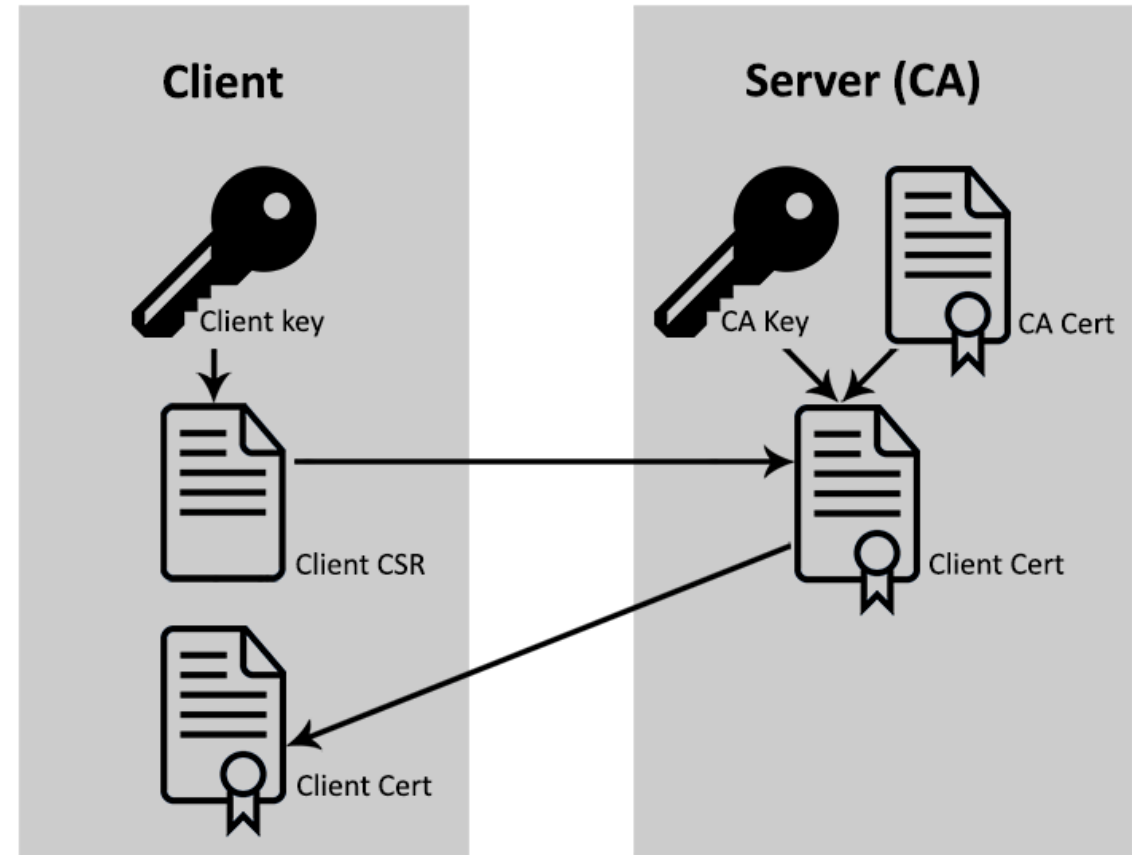 Client
Server (CA)
Client key
CA Key
CA Cert
Client CSR
Client Cert
Client Cert